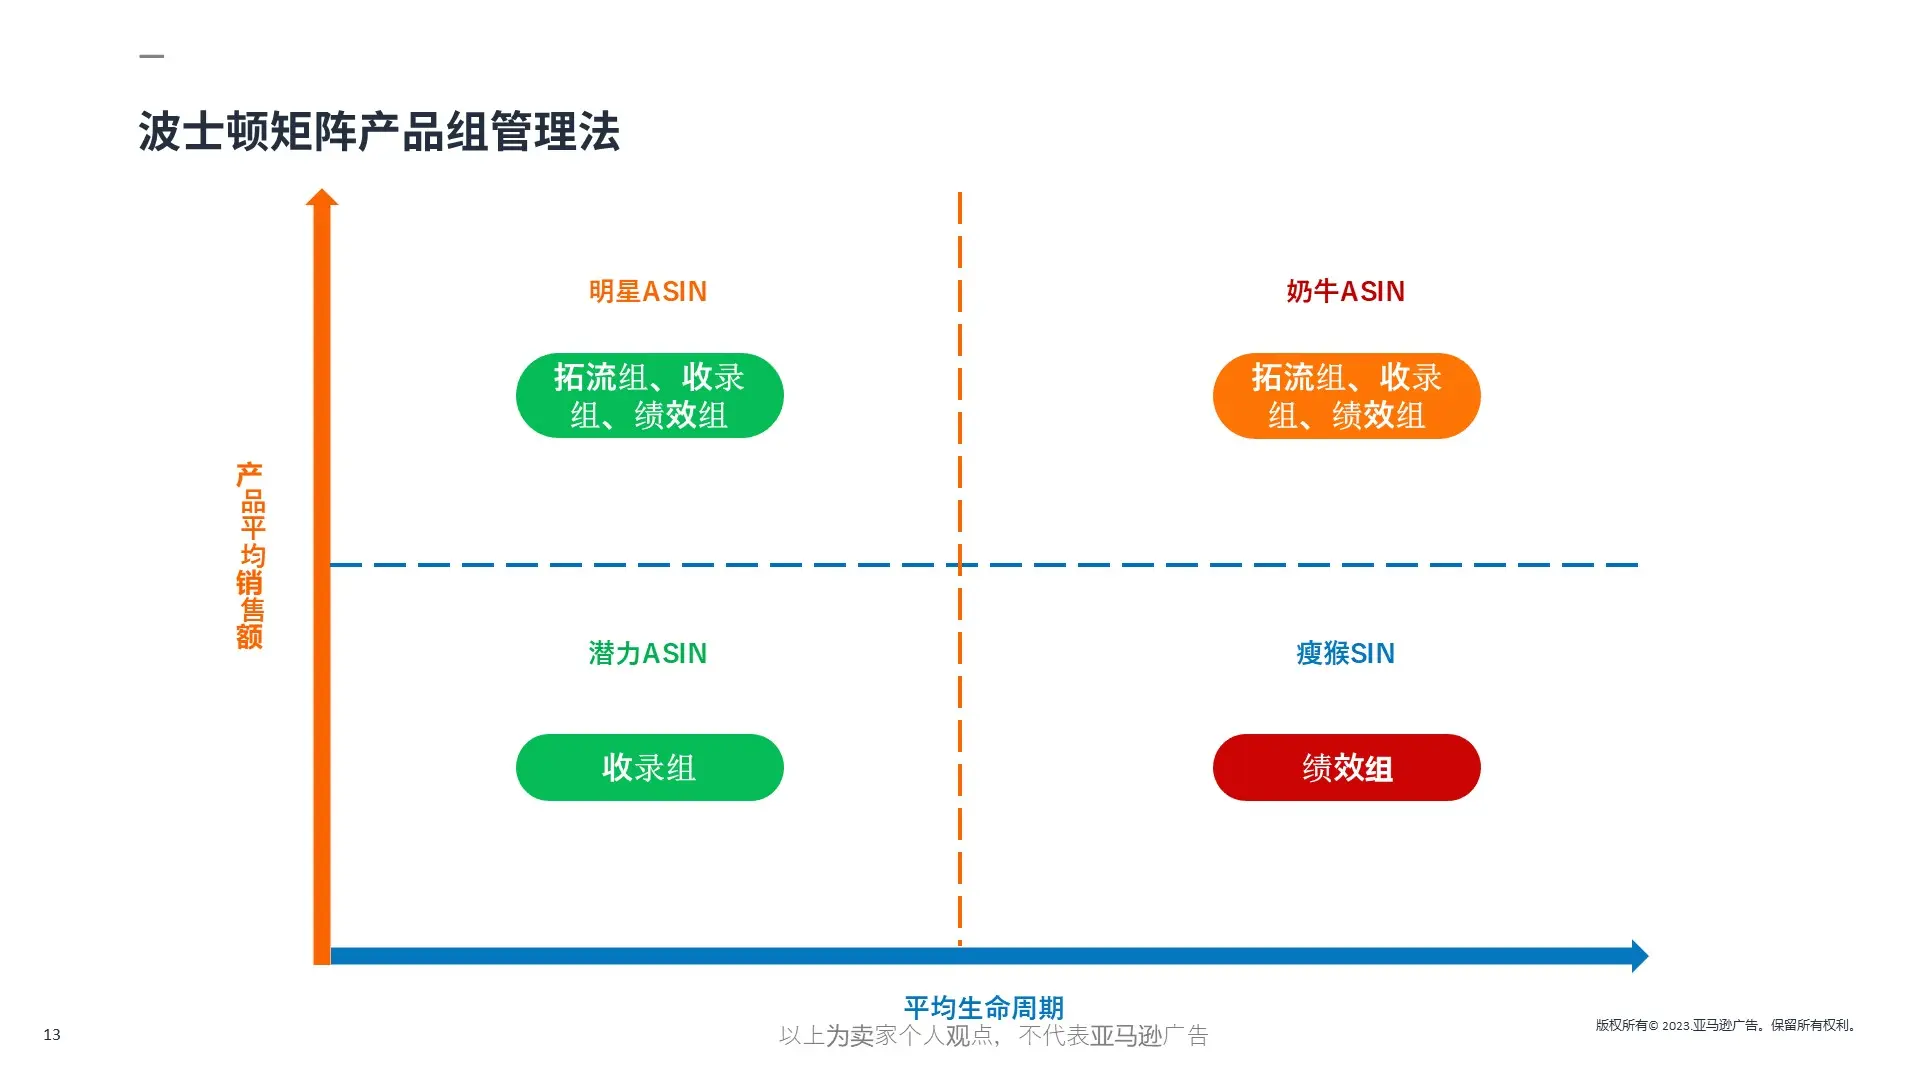 波士顿矩阵产品组管理法
明星ASIN
奶牛ASIN
拓流组、收录
组、绩效组
拓流组、收录
组、绩效组
产品平均销售额
潜力ASIN
瘦猴SIN
收录组
绩效组
平均生命周期
以上为卖家个人观点，不代表亚马逊广告
13
版权所有© 2023.亚马逊广告。保留所有权利。